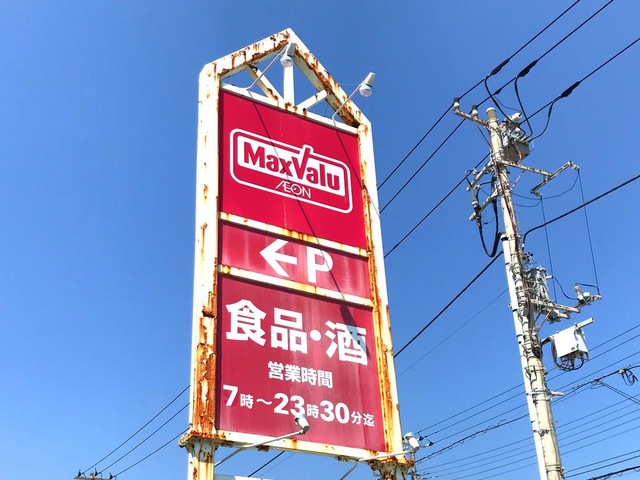 MaxValu
ÆON
←P
食品・酒
営業時間
7時〜23時30分迄